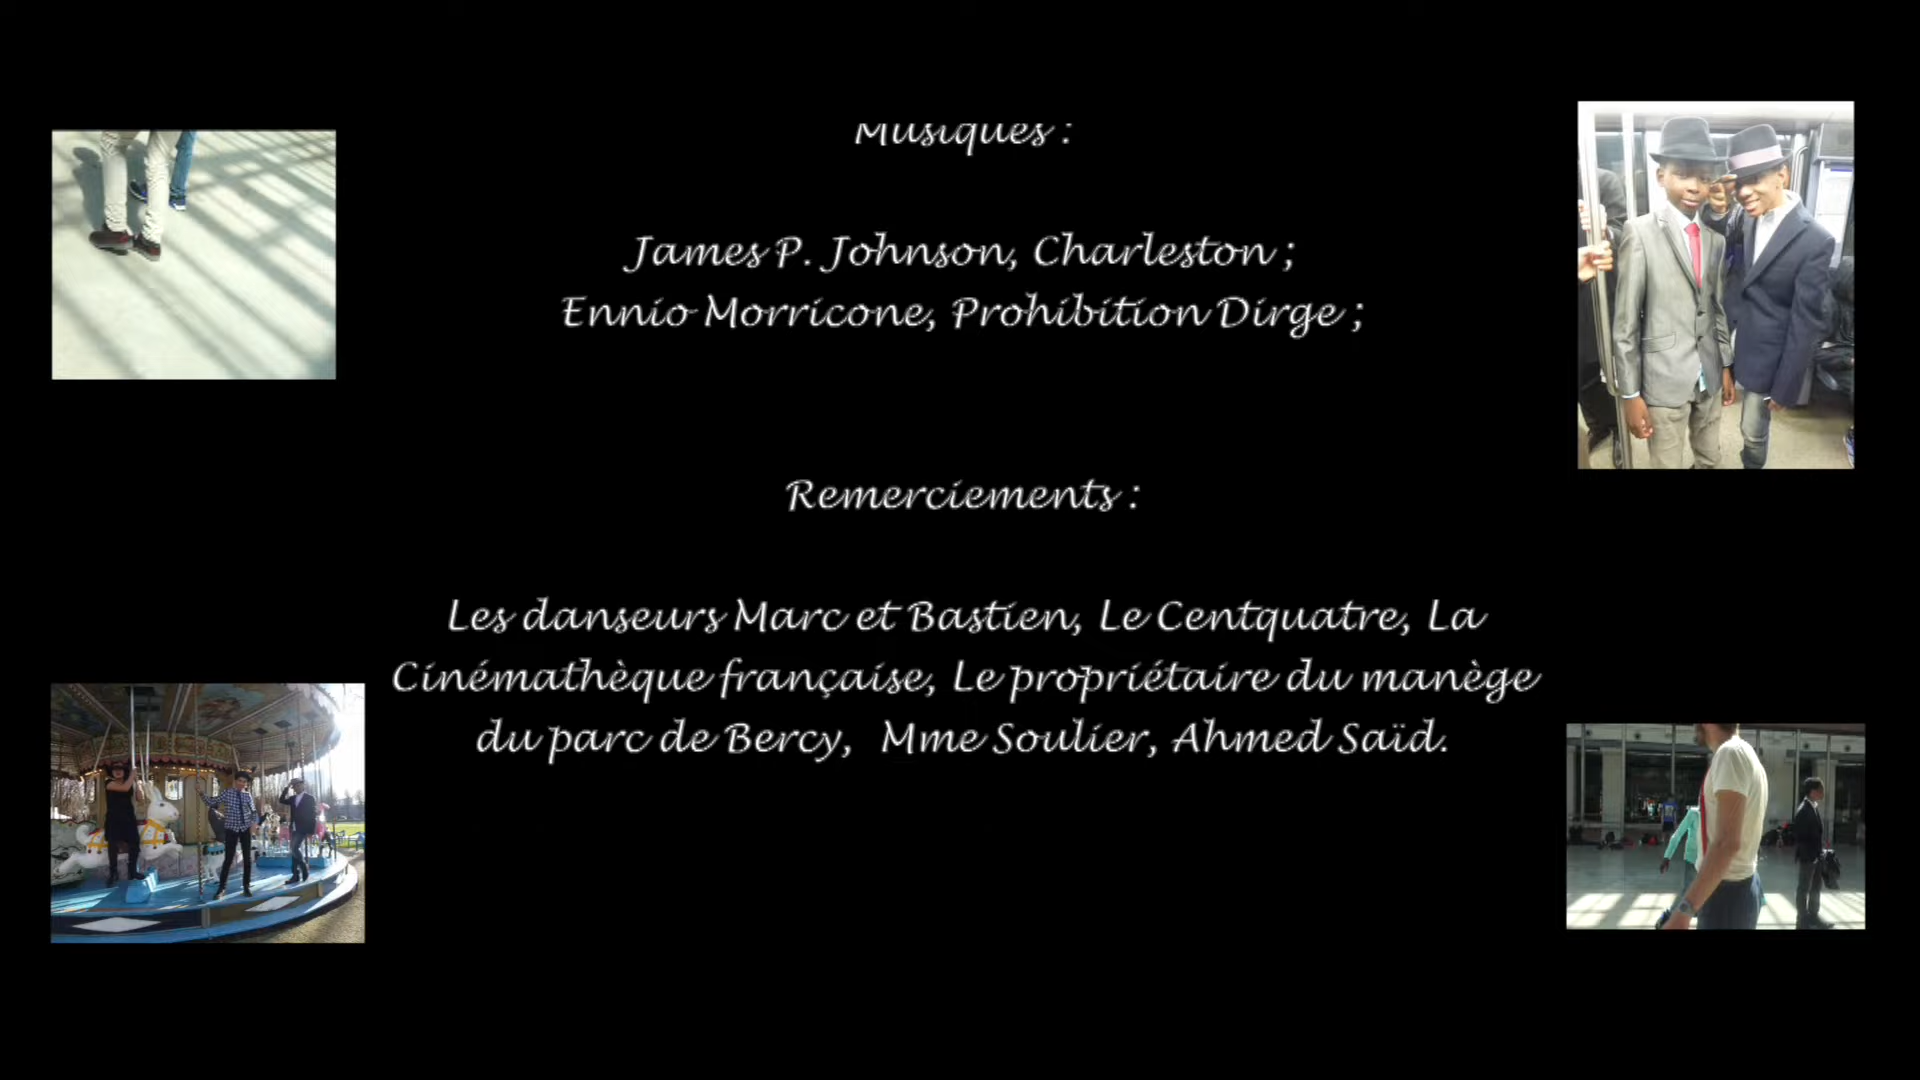 Musiques :
James P. Johnson, Charleston ;
Ennio Morricone, Prohibition Dirge ;
Remerciements :
Les danseurs Marc et Bastien, Le Centquatre, La
Cinémathèque française, Le propriétaire du manège
du parc de Bercy, Mme Soulier, Ahmed Saïd.